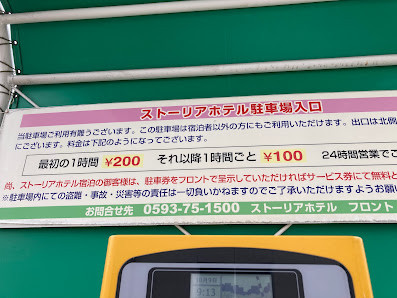 ストーリアホテル駐車場入口
当駐車場ご利用有難うございます。この駐車場は宿泊者以外の方にもご利用いただけます。出口は北側
にございます。料金は下記のようになってございます。
最初の1時間 ¥200 それ以降1時間ごと ¥100 24時間営業でご
尚、ストーリアホテル宿泊の御客様は、駐車券をフロントで呈示していただければサービス券にて無料と
※駐車場内にての盗難・事故・災害等の責任は一切負いかねますのでご了承いただけますようお願い
お問合せ先 0593-75-1500 ストーリアホテル フロント
9:13